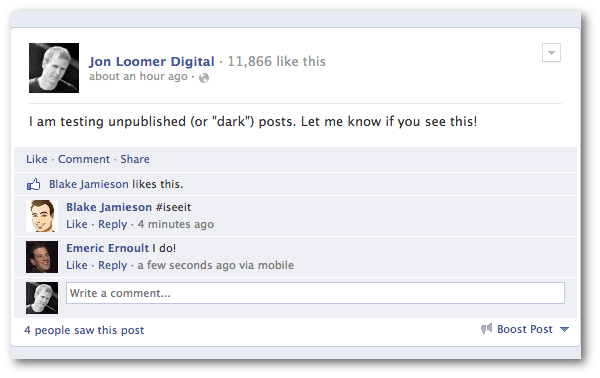 Jon Loomer Digital · 11,866 like this
about an hour ago ·
I am testing unpublished (or "dark") posts. Let me know if you see this!
Like · Comment · Share
Blake Jamieson likes this.
Blake Jamieson #iseeit
Like · Reply · 4 minutes ago
Emeric Ernoult I do!
Like · Reply · a few seconds ago via mobile
Write a comment...
4 people saw this post
Boost Post